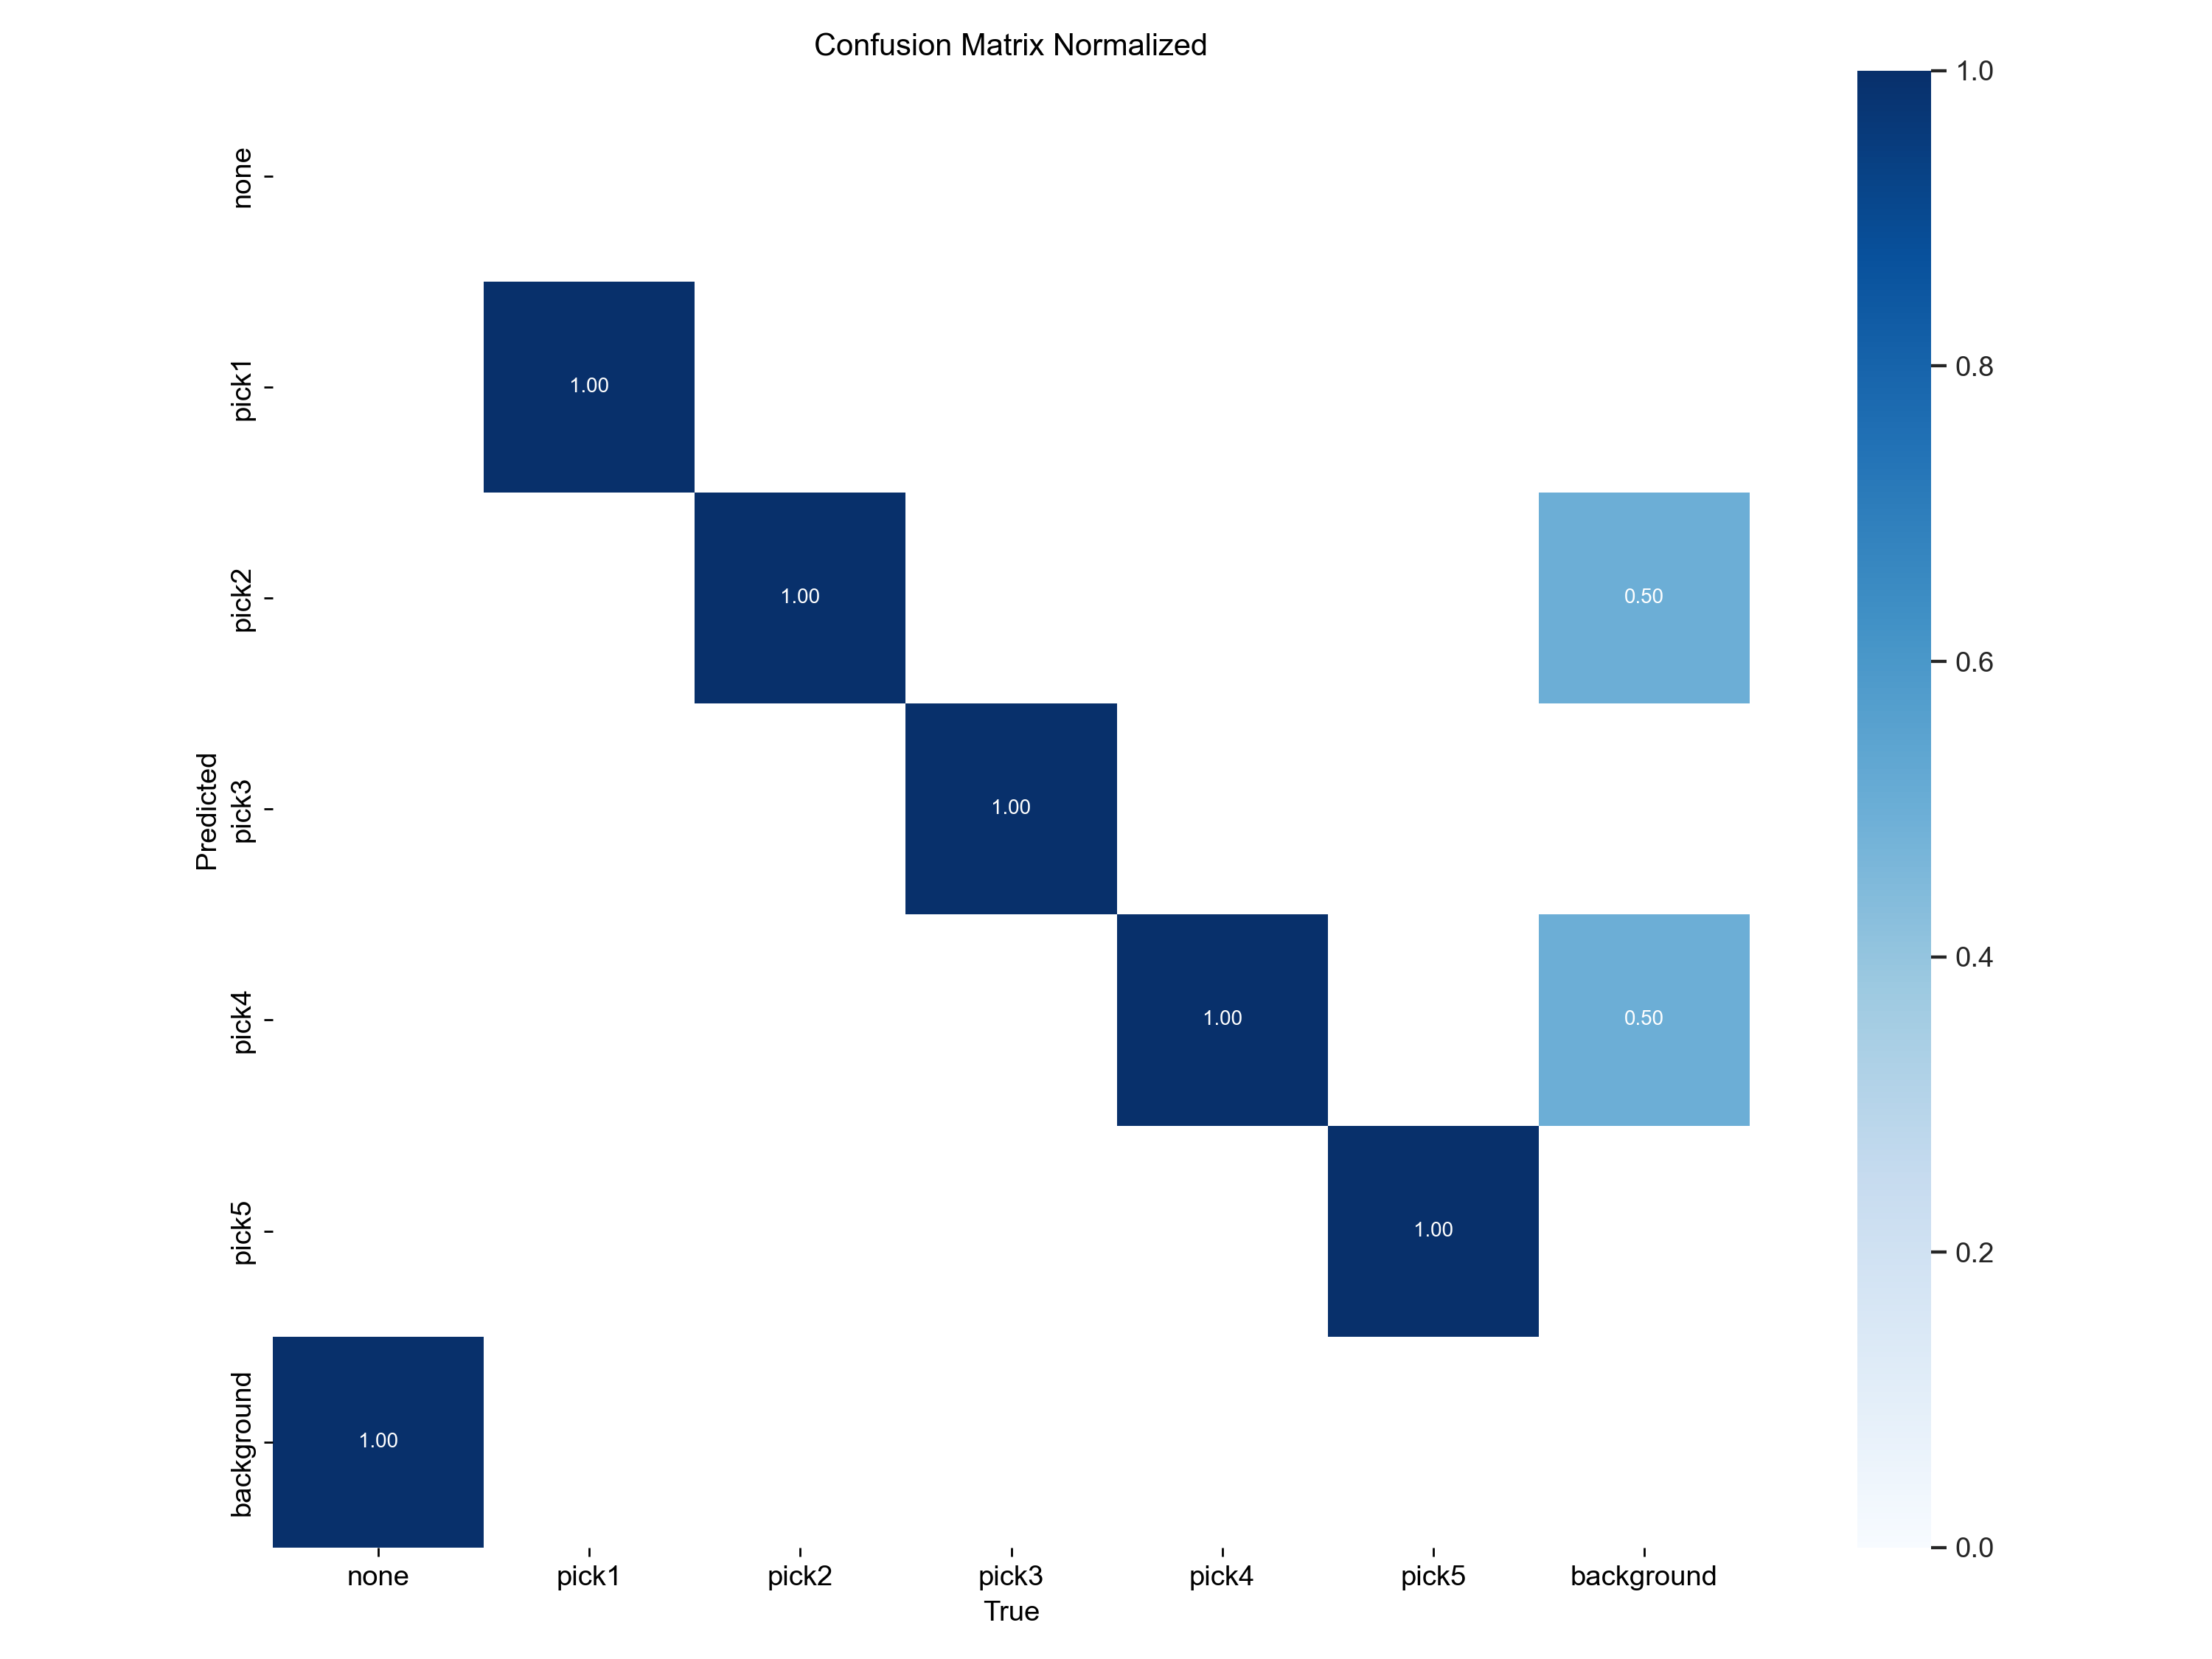 Confusion Matrix Normalized
none
pick1
pick2
pick3
pick4
pick5
background
Predicted
1.00
1.00
0.50
1.00
1.00
0.50
1.00
1.00
none pick1 pick2 pick3 pick4 pick5 background
True
1.0
0.8
0.6
0.4
0.2
0.0